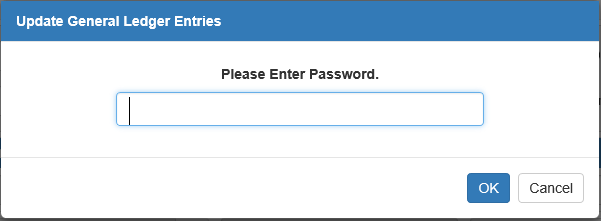 Update General Ledger Entries
Please Enter Password.
OK
Cancel